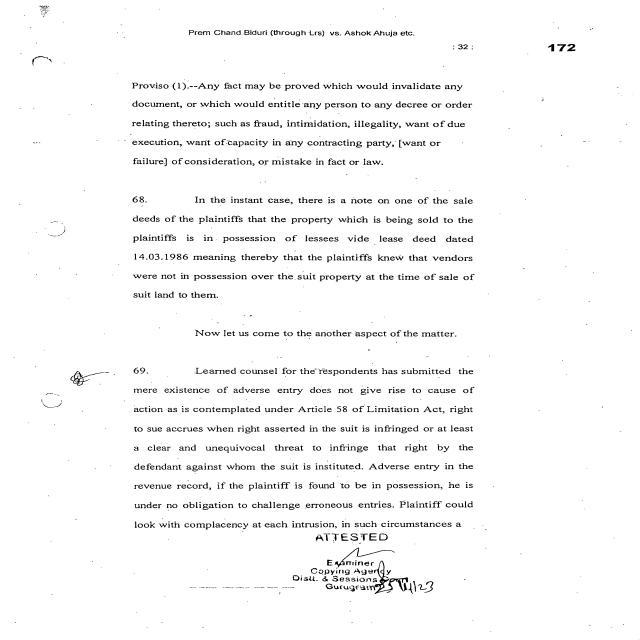 Prem Chand Biduri (through Lrs) vs. Ashok Ahuja etc.
: 32 :
172
Proviso (1).--Any fact may be proved which would invalidate any
document, or which would entitle any person to any decree or order
relating thereto; such as fraud, intimidation, illegality, want of due
execution, want of capacity in any contracting party, [want or
failure] of consideration, or mistake in fact or law.
68. In the instant case, there is a note on one of the sale
deeds of the plaintiffs that the property which is being sold to the
plaintiffs is in possession of lessees vide lease deed dated
14.03.1986 meaning thereby that the plaintiffs knew that vendors
were not in possession over the suit property at the time of sale of
suit land to them.
Now let us come to the another aspect of the matter.
69. Learned counsel for the respondents has submitted the
mere existence of adverse entry does not give rise to cause of
action as is contemplated under Article 58 of Limitation Act, right
to sue accrues when right asserted in the suit is infringed or at least
a clear and unequivocal threat to infringe that right by the
defendant against whom the suit is instituted. Adverse entry in the
revenue record, if the plaintiff is found to be in possession, he is
under no obligation to challenge erroneous entries. Plaintiff could
look with complacency at each intrusion, in such circumstances a
ATTESTED
Examiner
Copying Agency
Distt. & Sessions
Gurugram